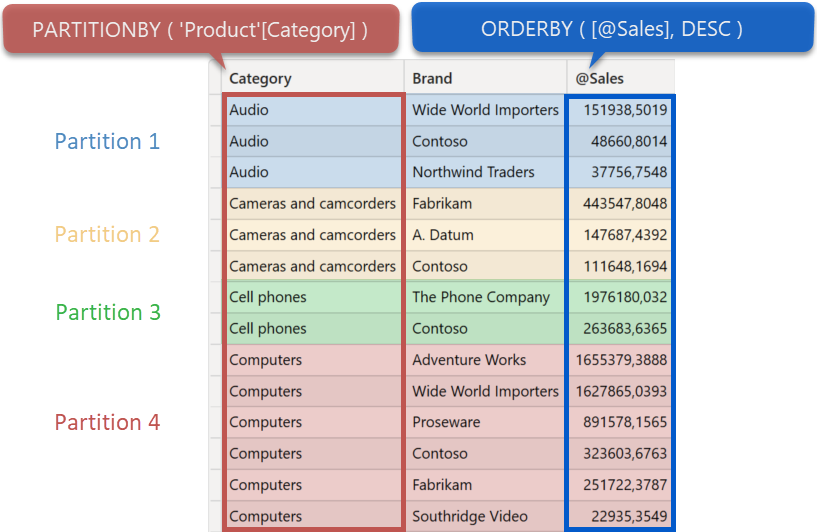 PARTITIONBY ( 'Product'[Category] )
ORDERBY ( [@Sales], DESC )
Category Brand @Sales
Audio Wide World Importers 151938,5019
Partition 1 Audio Contoso 48660,8014
Audio Northwind Traders 37756,7548
Cameras and camcorders Fabrikam 443547,8048
Partition 2 Cameras and camcorders A. Datum 147687,4392
Cameras and camcorders Contoso 111648,1694
Cell phones The Phone Company 1976180,032
Partition 3
Cell phones Contoso 263683,6365
Computers Adventure Works 1655379,3888
Computers Wide World Importers 1627865,0393
Partition 4 Computers Proseware 891578,1565
Computers Contoso 323603,6763
Computers Fabrikam 251722,3787
Computers Southridge Video 22935,3549